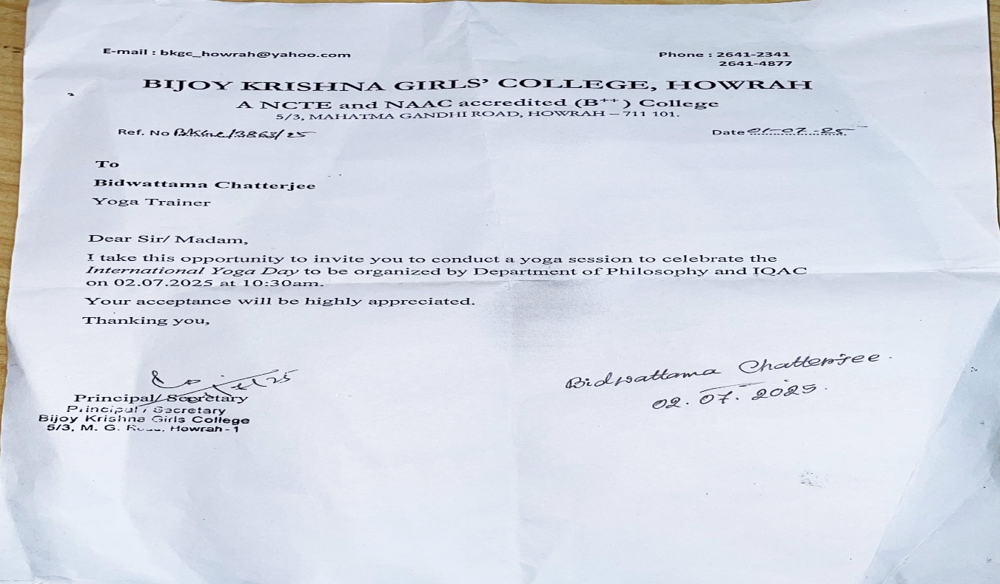 E-mail : bkgc_howrah@yahoo.com
Phone : 2641-2341
2641-4877
BIJOY KRISHNA GIRLS' COLLEGE, HOWRAH
A NCTE and NAAC accredited (B⁺⁺) College
5/3, MAHATMA GANDHI ROAD, HOWRAH – 711 101.
Ref. No BKGC/3863/25
Date 01-07-25
To
Bidwattama Chatterjee
Yoga Trainer
Dear Sir/ Madam,
I take this opportunity to invite you to conduct a yoga session to celebrate the
International Yoga Day to be organized by Department of Philosophy and IQAC
on 02.07.2025 at 10:30am.
Your acceptance will be highly appreciated.
Thanking you,
Bidwattama Chatterjee
02.07.2025
Principal/ Secretary
Principal / Secretary
Bijoy Krishna Girls College
5/3, M. G. Howrah-1